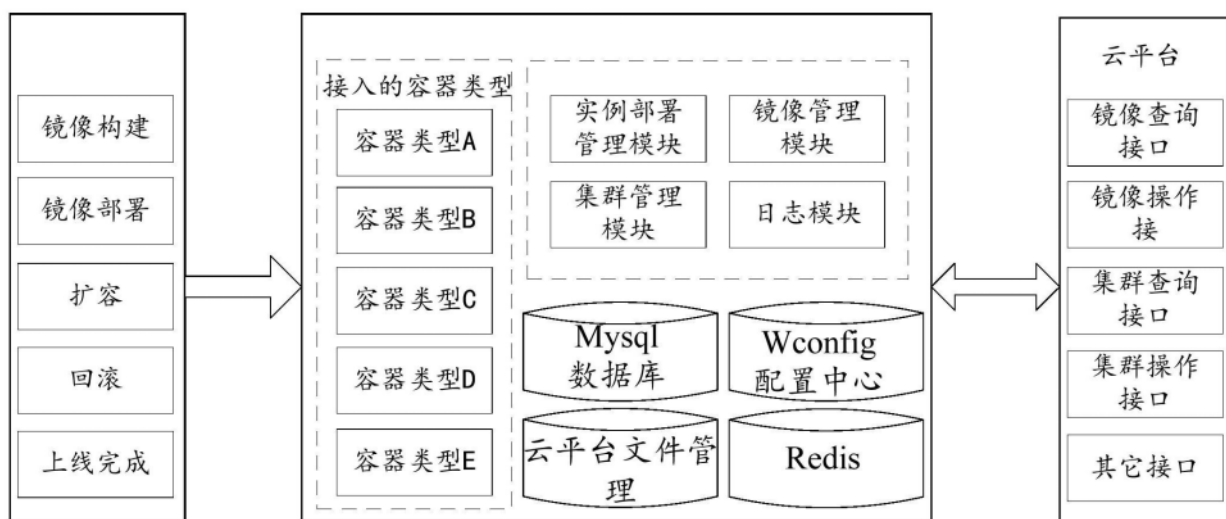 镜像构建
镜像部署
扩容
回滚
上线完成
接入的容器类型
容器类型A
容器类型B
容器类型C
容器类型D
容器类型E
实例部署
管理模块
镜像管理
模块
集群管理
模块
日志模块
Mysql
数据库
Wconfig
配置中心
云平台文件管
理
Redis
云平台
镜像查询
接口
镜像操作
接
集群查询
接口
集群操作
接口
其它接口